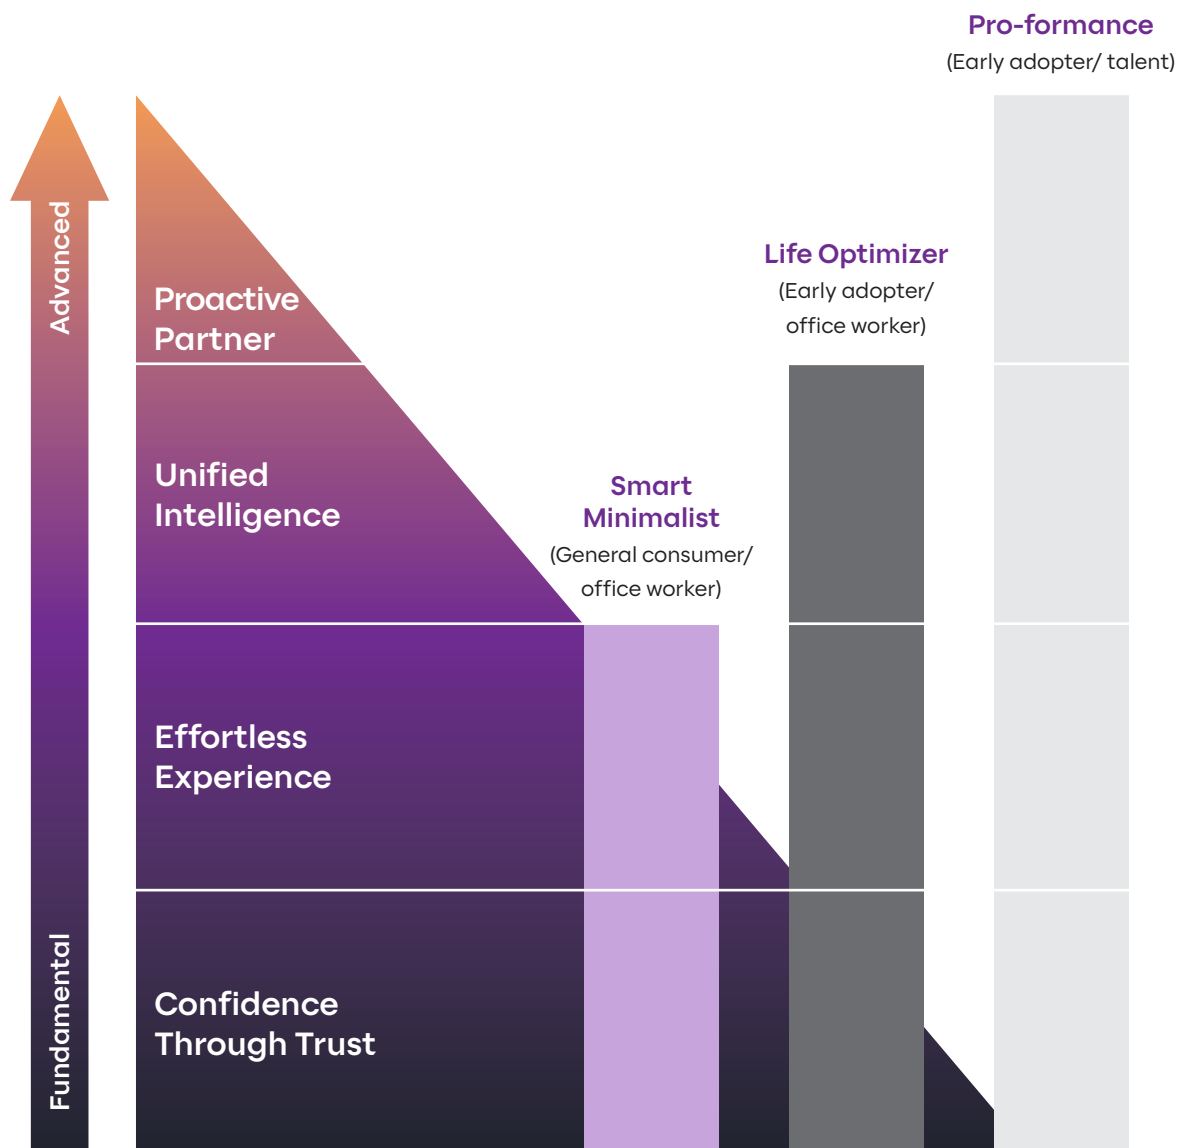 Pro-formance
(Early adopter/ talent)
Advanced
Life Optimizer
(Early adopter/
office worker)
Proactive
Partner
Unified
Intelligence
Smart
Minimalist
(General consumer/
office worker)
Effortless
Experience
Fundamental
Confidence
Through Trust